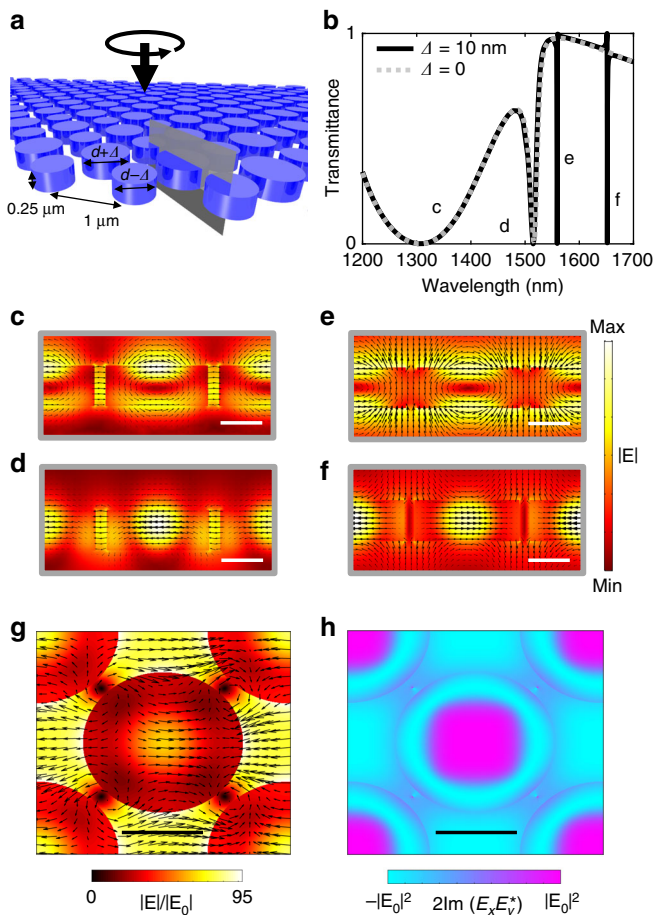 a
d+Δ
d−Δ
0.25 μm
1 μm
b
1
Transmittance
0
Δ = 10 nm
Δ = 0
c
d
e
f
1200 1300 1400 1500 1600 1700
Wavelength (nm)
c
d
e
f
Max
|E|
Min
g
0 |E|/|E₀| 95
h
−|E₀|² 2Im (EₓEᵧ*) |E₀|²